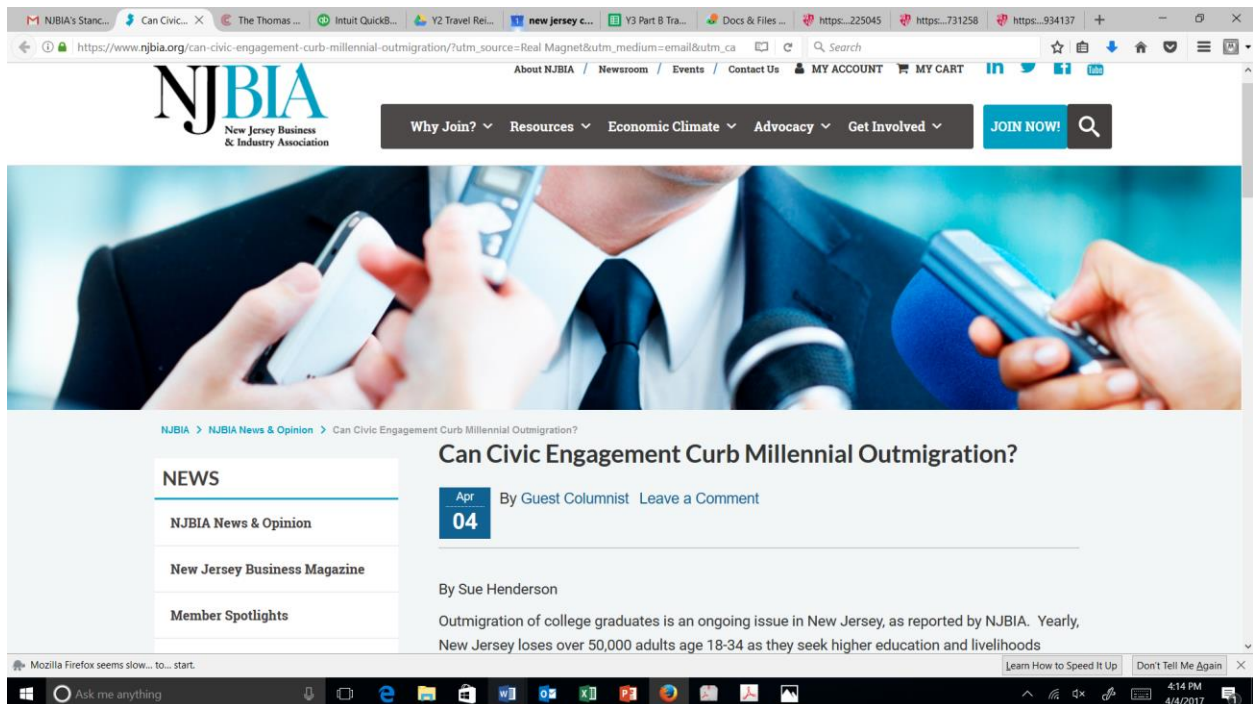 NJBIA's Stanc...
Can Civic...
The Thomas ...
Intuit QuickB...
Y2 Travel Rei...
new jersey c...
Y3 Part B Tra...
Docs & Files ...
https:...225045
https:...731258
https:...934137
https://www.njbia.org/can-civic-engagement-curb-millennial-outmigration/?utm_source=Real Magnet&utm_medium=email&utm_ca
Search
About NJBIA / Newsroom / Events / Contact Us MY ACCOUNT MY CART
in
f
Tube
NJBIA
New Jersey Business
& Industry Association
Why Join? Resources Economic Climate Advocacy Get Involved
JOIN NOW!
NJBIA > NJBIA News & Opinion > Can Civic Engagement Curb Millennial Outmigration?
Can Civic Engagement Curb Millennial Outmigration?
NEWS
Apr
04
By Guest Columnist Leave a Comment
NJBIA News & Opinion
New Jersey Business Magazine
Member Spotlights
By Sue Henderson
Outmigration of college graduates is an ongoing issue in New Jersey, as reported by NJBIA. Yearly,
New Jersey loses over 50,000 adults age 18-34 as they seek higher education and livelihoods
Mozilla Firefox seems slow... to... start.
Learn How to Speed It Up
Don't Tell Me Again
Ask me anything
4:14 PM
4/4/2017